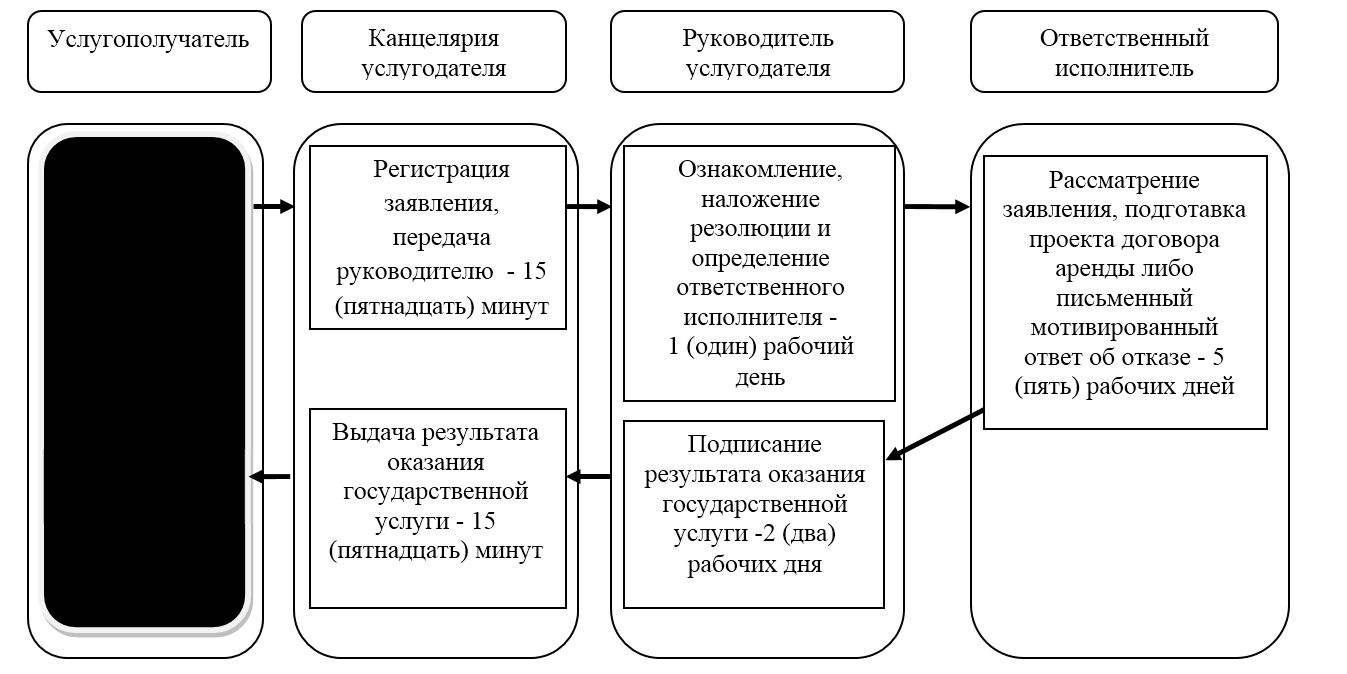 Услугополучатель
Канцелярия
услугодателя
Руководитель
услугодателя
Ответственный
исполнитель
Регистрация
заявления,
передача
руководителю - 15
(пятнадцать) минут
Ознакомление,
наложение
резолюции и
определение
ответственного
исполнителя -
1 (один) рабочий
день
Рассматрение
заявления, подготавка
проекта договора
аренды либо
письменный
мотивированный
ответ об отказе - 5
(пять) рабочих дней
Выдача результата
оказания
государственной
услуги - 15
(пятнадцать) минут
Подписание
результата оказания
государственной
услуги -2 (два)
рабочих дня